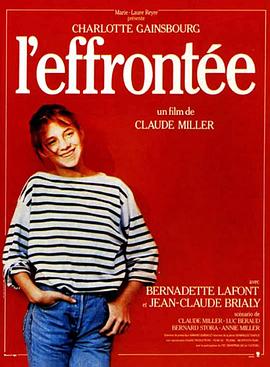 Marie-Laure Reyre
présente
CHARLOTTE GAINSBOURG
l'effrontée
un film de
CLAUDE MILLER
avec
BERNADETTE LAFONT
et JEAN-CLAUDE BRIALY
scénario de
CLAUDE MILLER - LUC BERAUD
BERNARD STORA - ANNIE MILLER